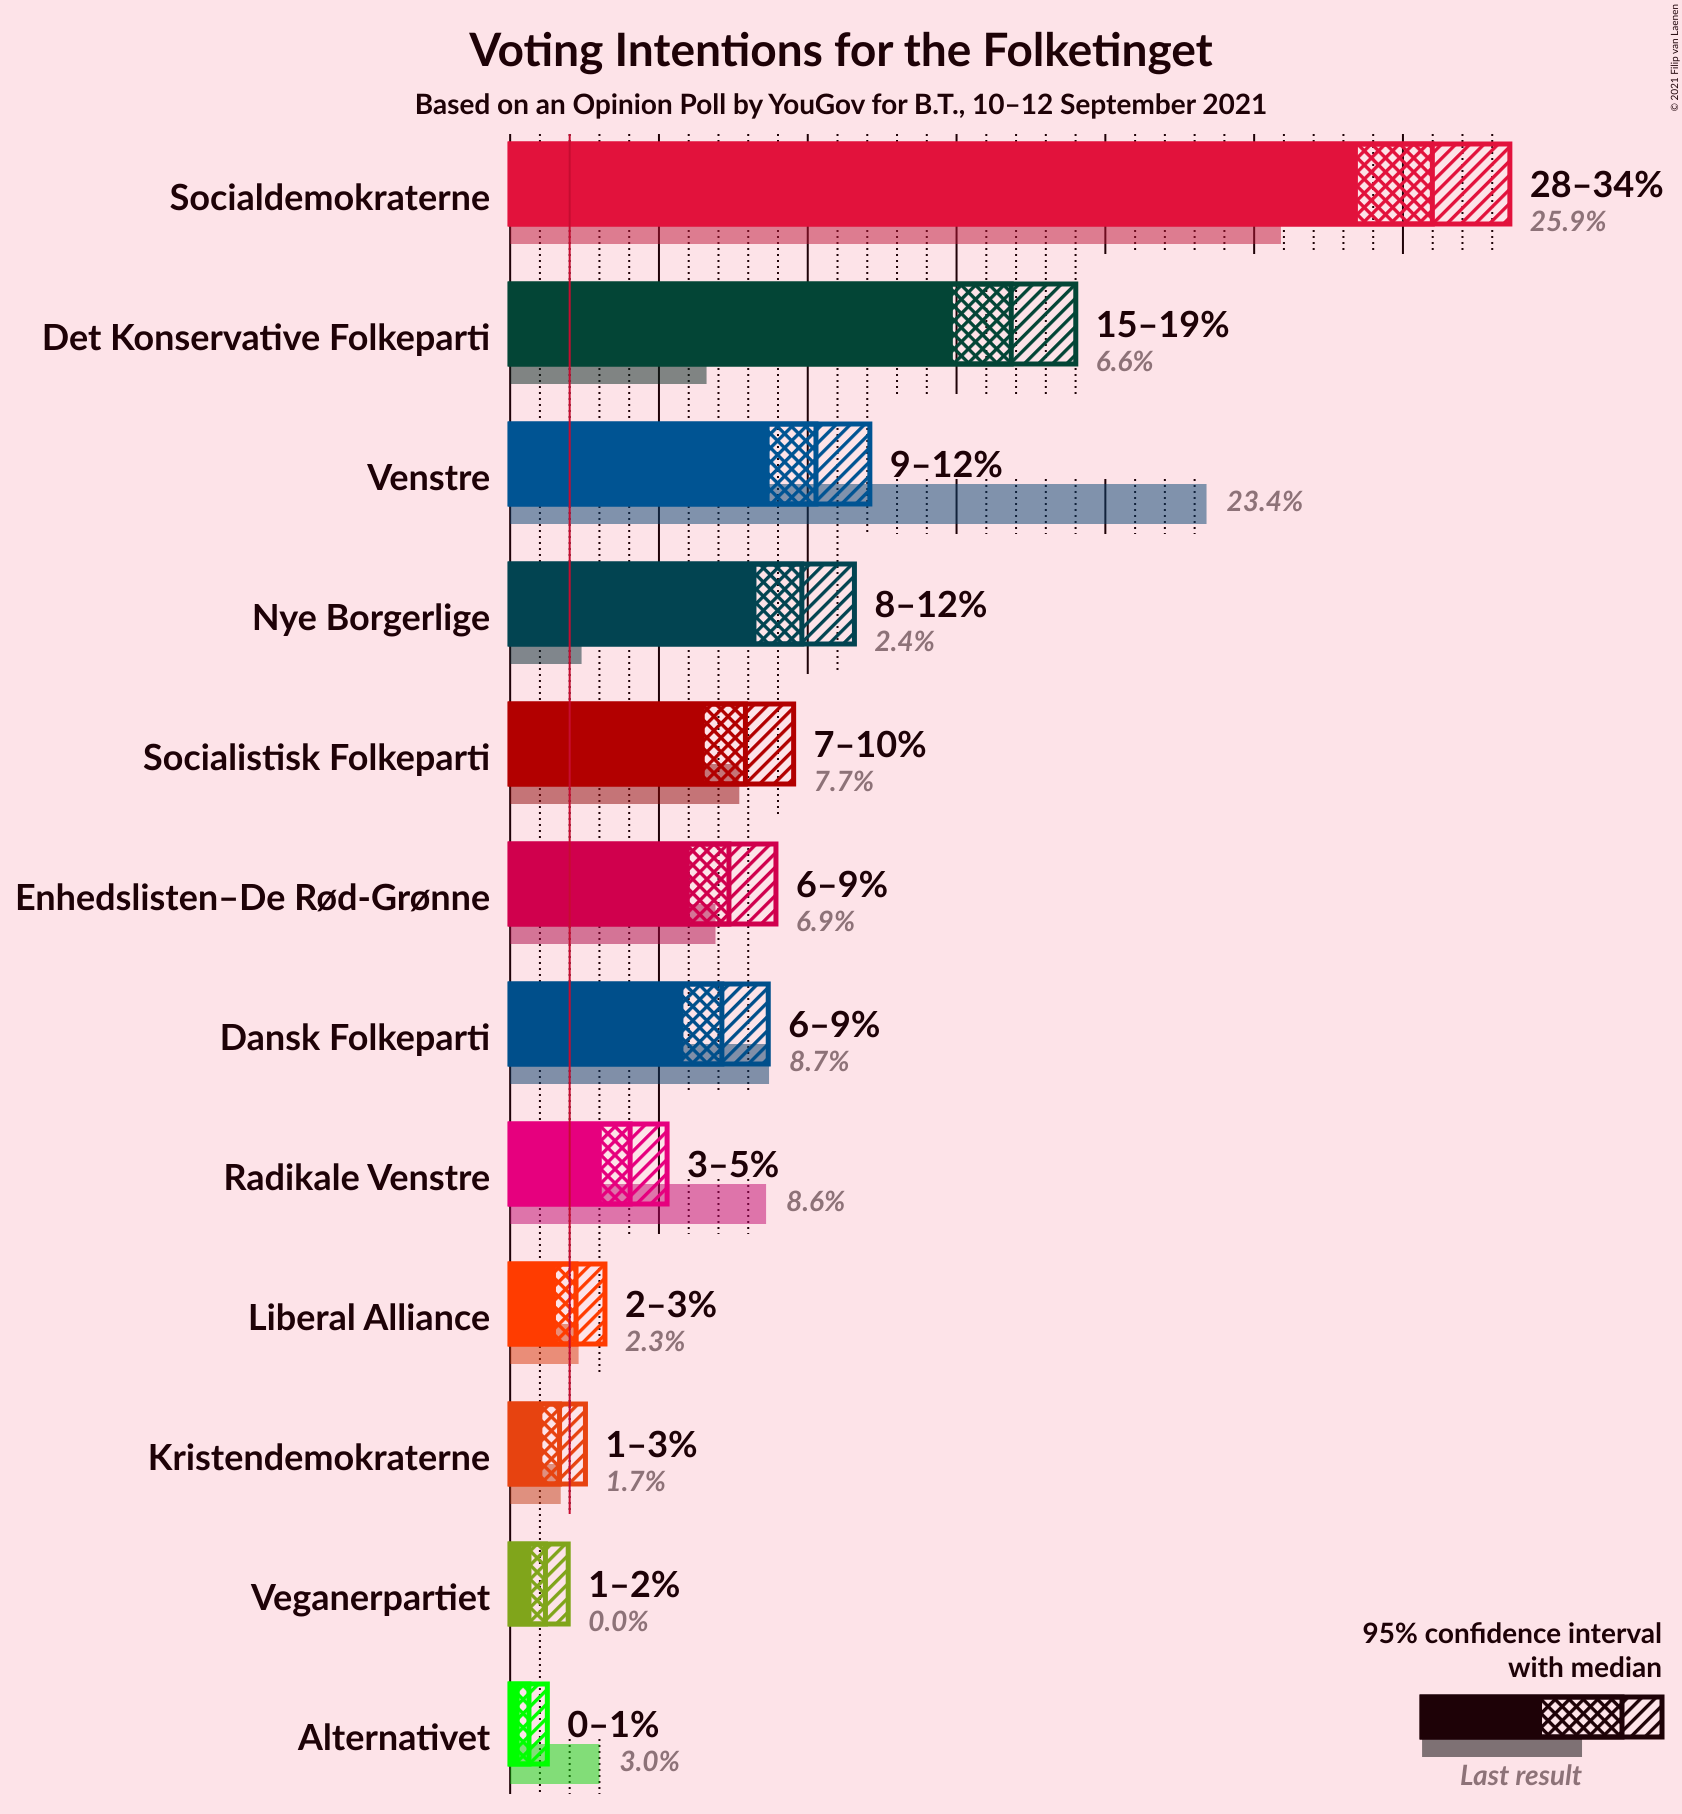 Voting Intentions for the Folketinget
Based on an Opinion Poll by YouGov for B.T., 10–12 September 2021
© 2021 Filip van Laenen
Socialdemokraterne
28–34%
25.9%
Det Konservative Folkeparti
15–19%
6.6%
Venstre
9–12%
23.4%
Nye Borgerlige
8–12%
2.4%
Socialistisk Folkeparti
7–10%
7.7%
Enhedslisten–De Rød-Grønne
6–9%
6.9%
Dansk Folkeparti
6–9%
8.7%
Radikale Venstre
3–5%
8.6%
Liberal Alliance
2–3%
2.3%
Kristendemokraterne
1–3%
1.7%
Veganerpartiet
1–2%
0.0%
Alternativet
0–1%
3.0%
95% confidence interval
with median
Last result